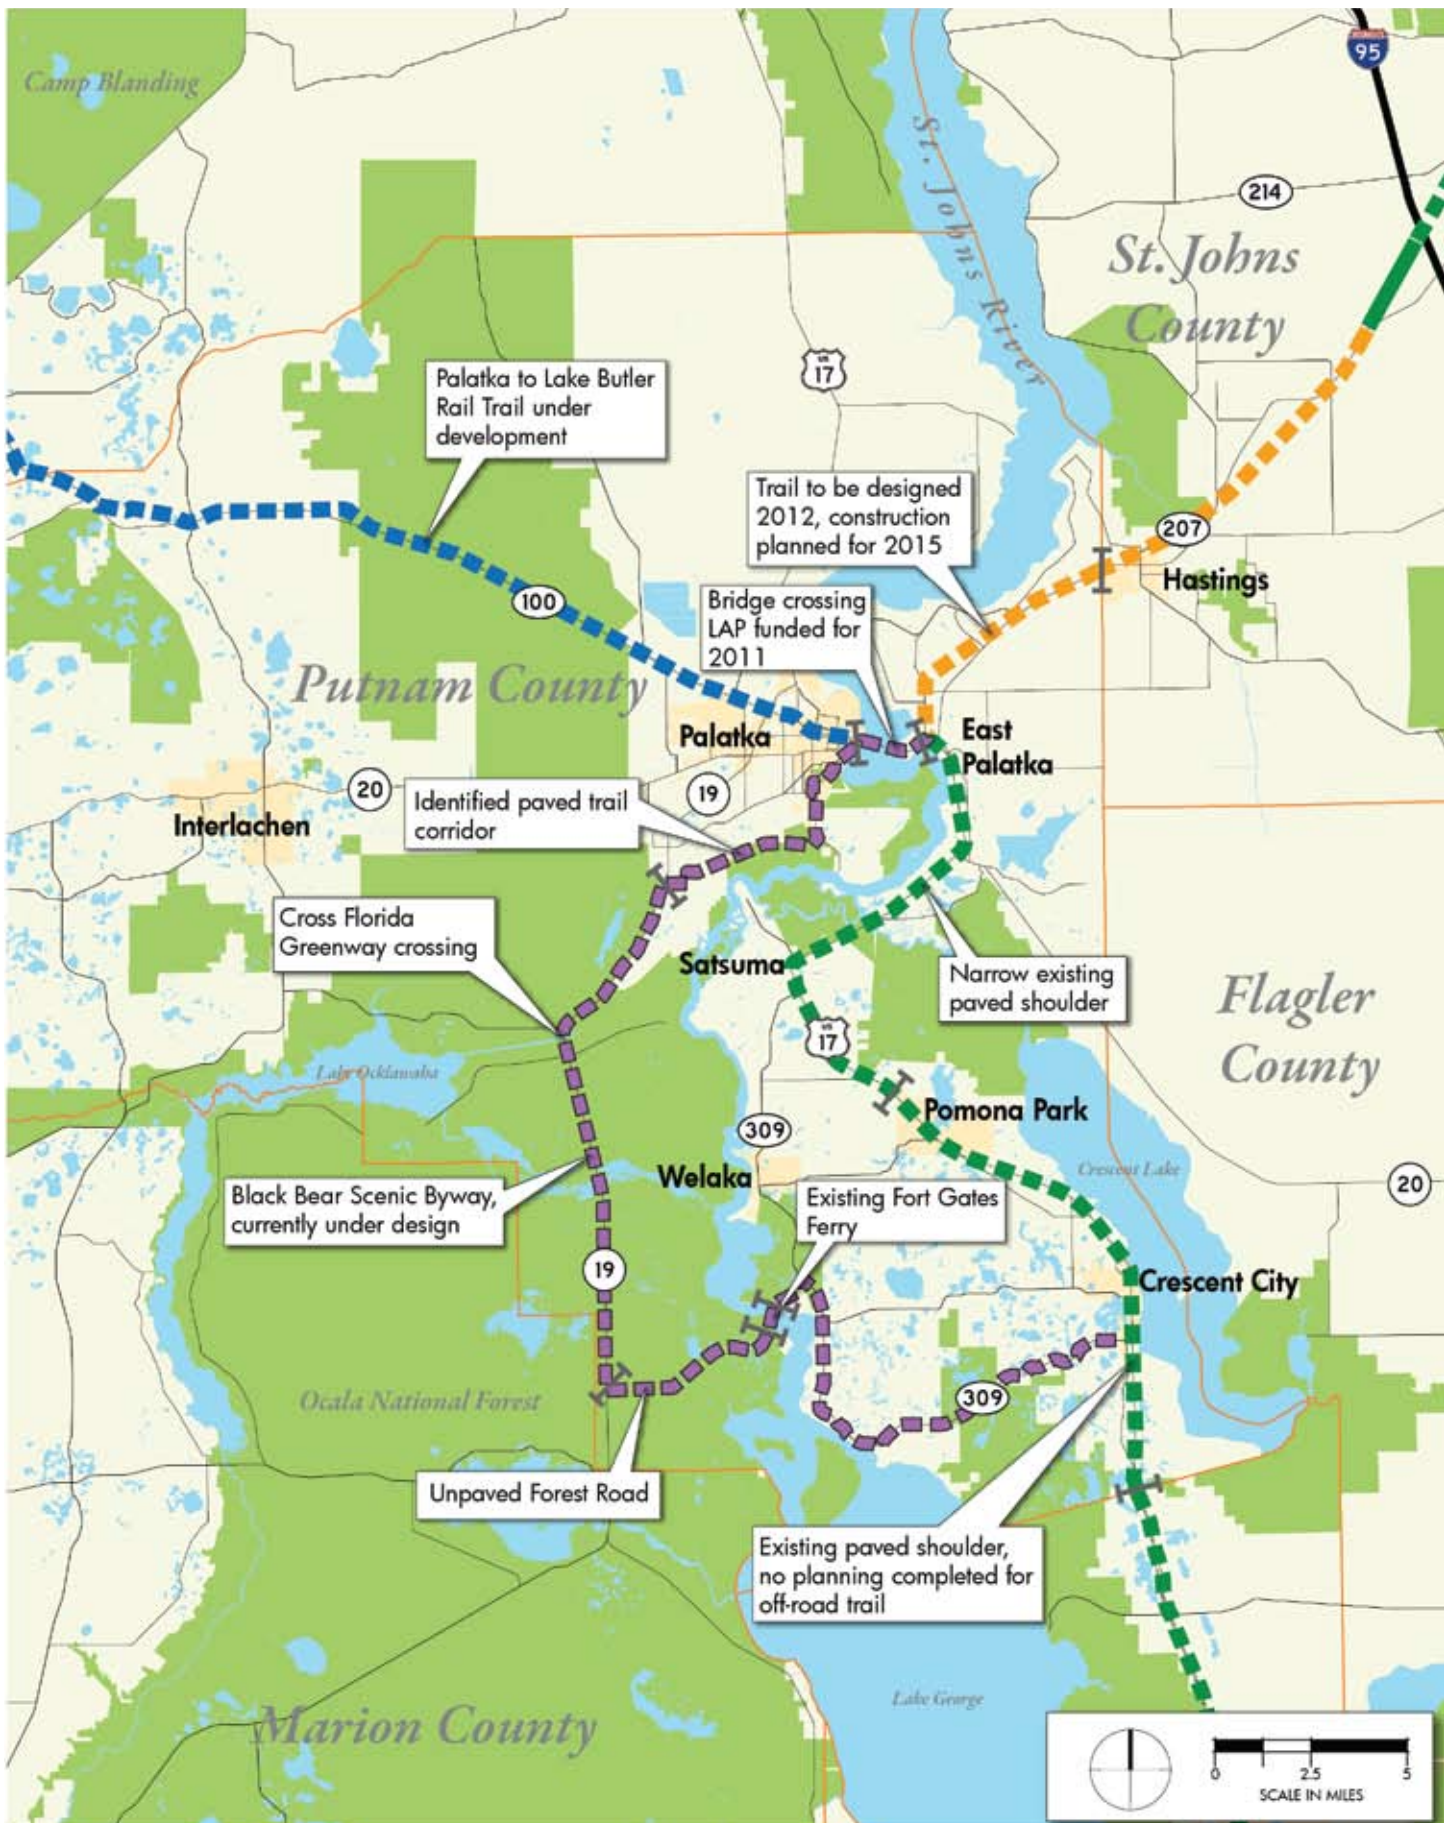 Camp Blanding
INTERSTATE
95
St. Johns River
214
St. Johns
County
US
17
Palatka to Lake Butler
Rail Trail under
development
Trail to be designed
2012, construction
planned for 2015
207
Hastings
100
Bridge crossing
LAP funded for
2011
Putnam County
Palatka
East
Palatka
20
19
Interlachen
Identified paved trail
corridor
Cross Florida
Greenway crossing
Satsuma
Narrow existing
paved shoulder
Flagler
County
US
17
Lake Ocklawaha
Pomona Park
309
Crescent Lake
Welaka
20
Black Bear Scenic Byway,
currently under design
Existing Fort Gates
Ferry
19
Crescent City
Ocala National Forest
309
Unpaved Forest Road
Existing paved shoulder,
no planning completed for
off-road trail
Lake George
Marion County
0
2.5
5
SCALE IN MILES